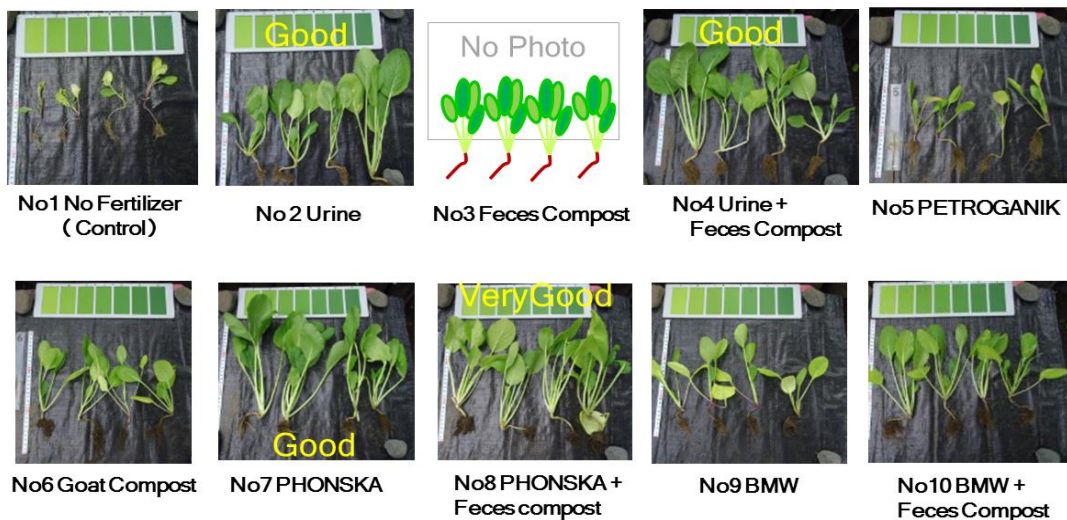 Good
No Photo
Good
No1 No Fertilizer
( Control )
No 2 Urine
No3 Feces Compost
No4 Urine +
Feces Compost
No5 PETROGANIK
VeryGood
Good
No6 Goat Compost
No7 PHONSKA
No8 PHONSKA +
Feces compost
No9 BMW
No10 BMW +
Feces Compost